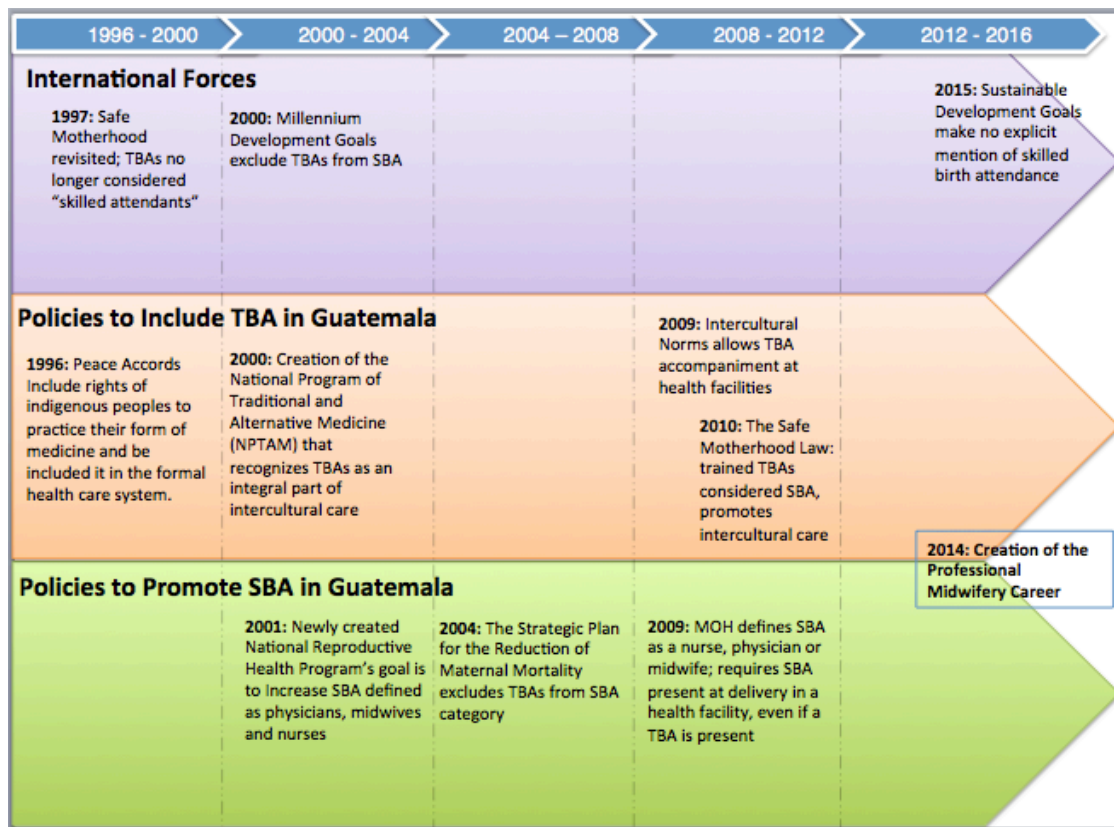 1996 - 2000
2000 - 2004
2004 – 2008
2008 - 2012
2012 - 2016
International Forces
1997: Safe
Motherhood
revisited; TBAs no
longer considered
“skilled attendants“
2000: Millennium
Development Goals
exclude TBAs from SBA
2015: Sustainable
Development Goals
make no explicit
mention of skilled
birth attendance
Policies to Include TBA in Guatemala
1996: Peace Accords
Include rights of
indigenous peoples to
practice their form of
medicine and be
included it in the formal
health care system.
2000: Creation of the
National Program of
Traditional and
Alternative Medicine
(NPTAM) that
recognizes TBAs as an
integral part of
intercultural care
2009: Intercultural
Norms allows TBA
accompaniment at
health facilities
2010: The Safe
Motherhood Law:
trained TBAs
considered SBA,
promotes
intercultural care
2014: Creation of the
Professional
Midwifery Career
Policies to Promote SBA in Guatemala
2001: Newly created
National Reproductive
Health Program’s goal is
to Increase SBA defined
as physicians, midwives
and nurses
2004: The Strategic Plan
for the Reduction of
Maternal Mortality
excludes TBAs from SBA
category
2009: MOH defines SBA
as a nurse, physician or
midwife; requires SBA
present at delivery in a
health facility, even if a
TBA is present